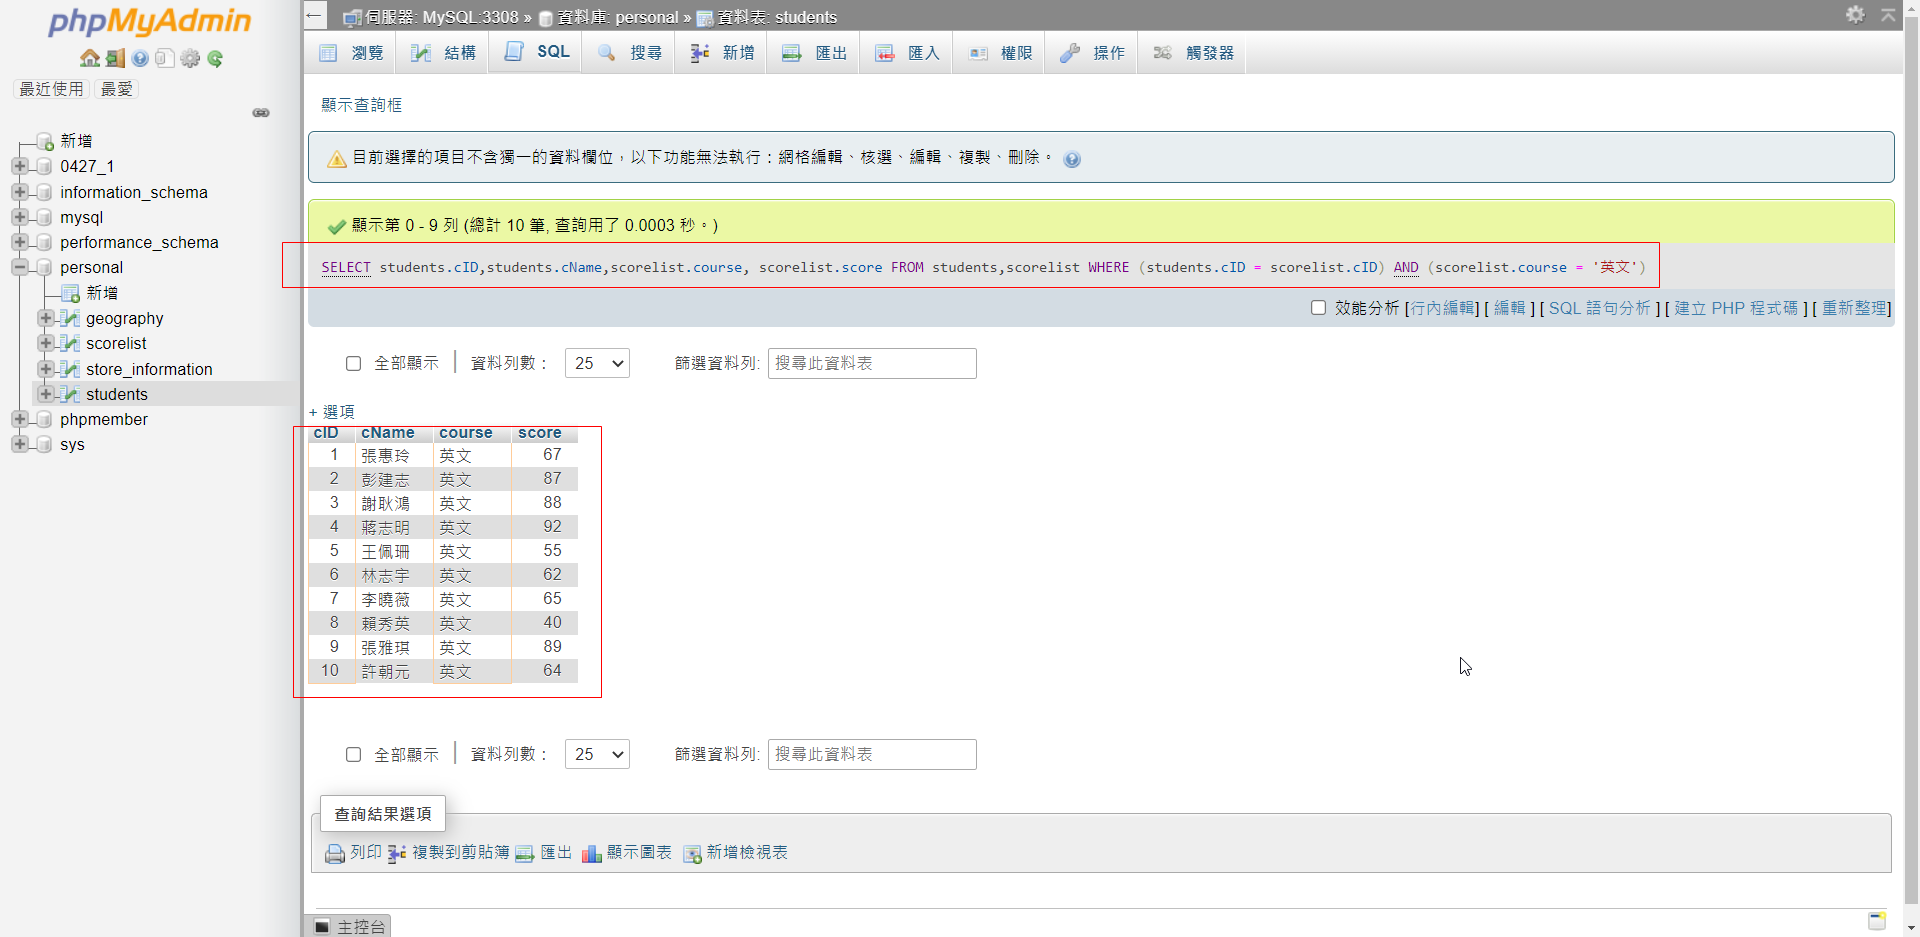 phpMyAdmin
最近使用 最愛
新增
0427_1
information_schema
mysql
performance_schema
personal
新增
geography
scorelist
store_information
students
phpmember
sys
伺服器: MySQL:3308 » 資料庫: personal » 資料表: students
瀏覽 結構 SQL 搜尋 新增 匯出 匯入 權限 操作 觸發器
顯示查詢框
目前選擇的項目不含獨一的資料欄位，以下功能無法執行：網格編輯、核選、編輯、複製、刪除。
顯示第 0 - 9 列 (總計 10 筆, 查詢用了 0.0003 秒。)
SELECT students.cID,students.cName,scorelist.course, scorelist.score FROM students,scorelist WHERE (students.cID = scorelist.cID) AND (scorelist.course = '英文')
效能分析 [行內編輯] [ 編輯 ] [ SQL 語句分析 ] [ 建立 PHP 程式碼 ] [ 重新整理]
全部顯示 | 資料列數： 25 篩選資料列: 搜尋此資料表
+ 選項
cID cName course score
1 張惠玲 英文 67
2 彭建志 英文 87
3 謝耿鴻 英文 88
4 蔣志明 英文 92
5 王佩珊 英文 55
6 林志宇 英文 62
7 李曉薇 英文 65
8 賴秀英 英文 40
9 張雅琪 英文 89
10 許朝元 英文 64
全部顯示 | 資料列數： 25 篩選資料列: 搜尋此資料表
查詢結果選項
列印 複製到剪貼簿 匯出 顯示圖表 新增檢視表
主控台